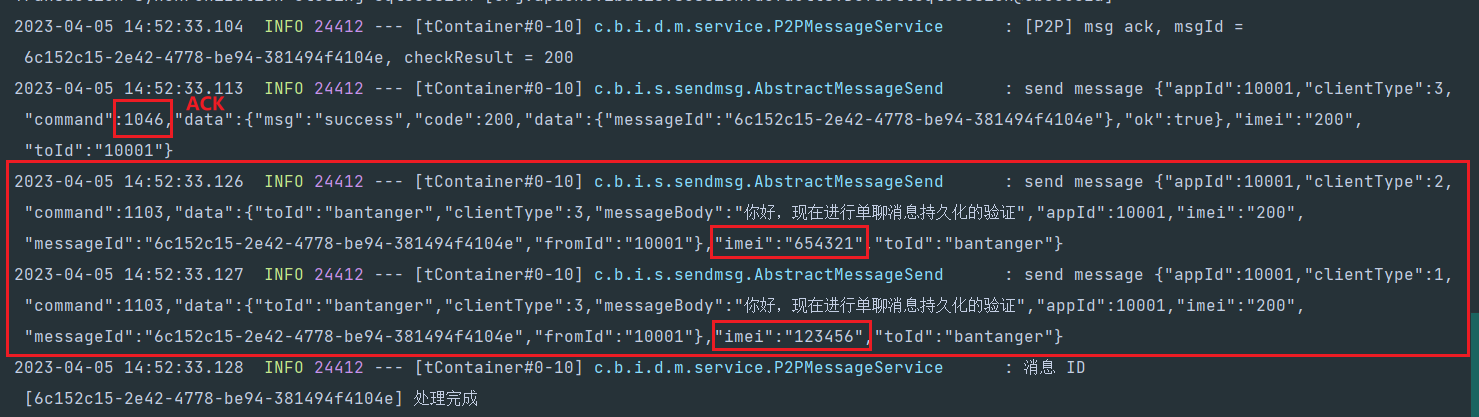 2023-04-05 14:52:33.104  INFO 24412 --- [tContainer#0-10] c.b.i.d.m.service.P2PMessageService      : [P2P] msg ack, msgId =
6c152c15-2e42-4778-be94-381494f4104e, checkResult = 200
2023-04-05 14:52:33.113  INFO 24412 --- [tContainer#0-10] c.b.i.s.sendmsg.AbstractMessageSend      : send message {"appId":10001,"clientType":3,
ACK
"command":1046,"data":{"msg":"success","code":200,"data":{"messageId":"6c152c15-2e42-4778-be94-381494f4104e"},"ok":true},"imei":"200",
"toId":"10001"}
2023-04-05 14:52:33.126  INFO 24412 --- [tContainer#0-10] c.b.i.s.sendmsg.AbstractMessageSend      : send message {"appId":10001,"clientType":2,
"command":1103,"data":{"toId":"bantanger","clientType":3,"messageBody":"你好，现在进行单聊消息持久化的验证","appId":10001,"imei":"200",
"messageId":"6c152c15-2e42-4778-be94-381494f4104e","fromId":"10001"},"imei":"654321","toId":"bantanger"}
2023-04-05 14:52:33.127  INFO 24412 --- [tContainer#0-10] c.b.i.s.sendmsg.AbstractMessageSend      : send message {"appId":10001,"clientType":1,
"command":1103,"data":{"toId":"bantanger","clientType":3,"messageBody":"你好，现在进行单聊消息持久化的验证","appId":10001,"imei":"200",
"messageId":"6c152c15-2e42-4778-be94-381494f4104e","fromId":"10001"},"imei":"123456","toId":"bantanger"}
2023-04-05 14:52:33.128  INFO 24412 --- [tContainer#0-10] c.b.i.d.m.service.P2PMessageService      : 消息 ID
[6c152c15-2e42-4778-be94-381494f4104e] 处理完成